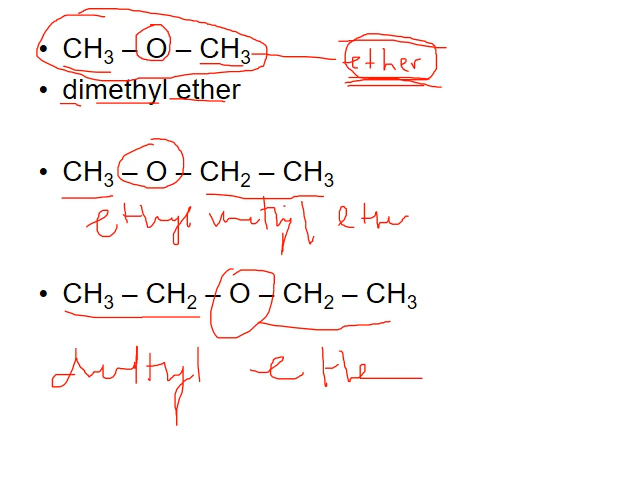 • CH₃ – O – CH₃ ether
• dimethyl ether
• CH₃ – O – CH₂ – CH₃
ethyl methyl ether
• CH₃ – CH₂ – O – CH₂ – CH₃
diethyl ether